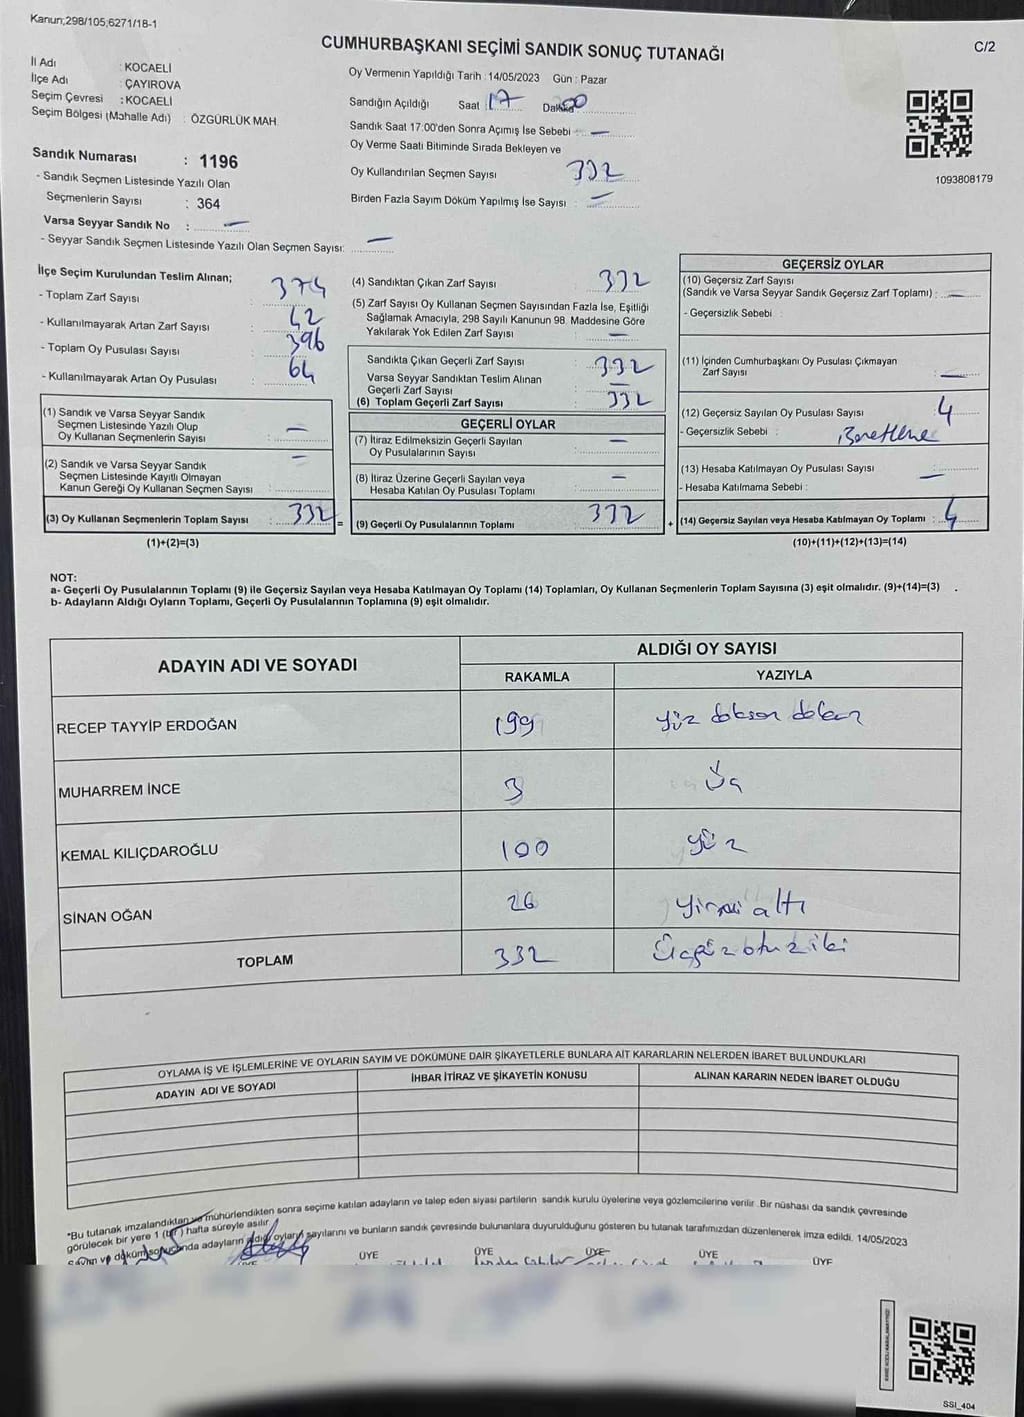 Kanun;298/105;6271/18-1
CUMHURBAŞKANI SEÇİMİ SANDIK SONUÇ TUTANAĞI
C/2
İl Adı : KOCAELİ
İlçe Adı : ÇAYIROVA
Seçim Çevresi : KOCAELİ
Seçim Bölgesi (Mahalle Adı) : ÖZGÜRLÜK MAH.
Sandık Numarası : 1196
- Sandık Seçmen Listesinde Yazılı Olan
Seçmenlerin Sayısı : 364
Varsa Seyyar Sandık No : —
- Seyyar Sandık Seçmen Listesinde Yazılı Olan Seçmen Sayısı: —
Oy Vermenin Yapıldığı Tarih : 14/05/2023 Gün : Pazar
Sandığın Açıldığı Saat : 17 Dakika 00
Sandık Saat 17:00'den Sonra Açımış İse Sebebi : —
Oy Verme Saati Bitiminde Sırada Bekleyen ve
Oy Kullandırılan Seçmen Sayısı 332
Birden Fazla Sayım Döküm Yapılmış İse Sayısı : —
1093808179
İlçe Seçim Kurulundan Teslim Alınan;
- Toplam Zarf Sayısı : 374
- Kullanılmayarak Artan Zarf Sayısı : 42
- Toplam Oy Pusulası Sayısı : 396
- Kullanılmayarak Artan Oy Pusulası : 64
(1) Sandık ve Varsa Seyyar Sandık
Seçmen Listesinde Yazılı Olup
Oy Kullanan Seçmenlerin Sayısı : —
(2) Sandık ve Varsa Seyyar Sandık
Seçmen Listesinde Kayıtlı Olmayan
Kanun Gereği Oy Kullanan Seçmen Sayısı : —
(3) Oy Kullanan Seçmenlerin Toplam Sayısı : 332 =
(1)+(2)=(3)
(4) Sandıktan Çıkan Zarf Sayısı : 332
(5) Zarf Sayısı Oy Kullanan Seçmen Sayısından Fazla İse, Eşitliği
Sağlamak Amacıyla, 298 Sayılı Kanunun 98. Maddesine Göre
Yakılarak Yok Edilen Zarf Sayısı : —
Sandıkta Çıkan Geçerli Zarf Sayısı : 332
Varsa Seyyar Sandıktan Teslim Alınan
Geçerli Zarf Sayısı : —
(6) Toplam Geçerli Zarf Sayısı : 332
GEÇERLİ OYLAR
(7) İtiraz Edilmeksizin Geçerli Sayılan
Oy Pusulalarının Sayısı : —
(8) İtiraz Üzerine Geçerli Sayılan veya
Hesaba Katılan Oy Pusulası Toplamı : —
(9) Geçerli Oy Pusulalarının Toplamı : 332 +
GEÇERSİZ OYLAR
(10) Geçersiz Zarf Sayısı
(Sandık ve Varsa Seyyar Sandık Geçersiz Zarf Toplamı) : —
- Geçersizlik Sebebi :
(11) İçinden Cumhurbaşkanı Oy Pusulası Çıkmayan
Zarf Sayısı : —
(12) Geçersiz Sayılan Oy Pusulası Sayısı : 4
- Geçersizlik Sebebi :
(13) Hesaba Katılmayan Oy Pusulası Sayısı : —
- Hesaba Katılmama Sebebi :
(14) Geçersiz Sayılan veya Hesaba Katılmayan Oy Toplamı : 4
(10)+(11)+(12)+(13)=(14)
NOT:
a- Geçerli Oy Pusulalarının Toplamı (9) ile Geçersiz Sayılan veya Hesaba Katılmayan Oy Toplamı (14) Toplamları, Oy Kullanan Seçmenlerin Toplam Sayısına (3) eşit olmalıdır. (9)+(14)=(3) .
b- Adayların Aldığı Oyların Toplamı, Geçerli Oy Pusulalarının Toplamına (9) eşit olmalıdır.
ADAYIN ADI VE SOYADI
ALDIĞI OY SAYISI
RAKAMLA YAZIYLA
RECEP TAYYİP ERDOĞAN 199 yüz doksan dokuz
MUHARREM İNCE 3 Üç
KEMAL KILIÇDAROĞLU 100 yüz
SİNAN OĞAN 26 yirmi altı
TOPLAM 332 Üçyüz otuz iki
OYLAMA İŞ VE İŞLEMLERİNE VE OYLARIN SAYIM VE DÖKÜMÜNE DAİR ŞİKAYETLERLE BUNLARA AİT KARARLARIN NELERDEN İBARET BULUNDUKLARI
ADAYIN ADI VE SOYADI İHBAR İTİRAZ VE ŞİKAYETİN KONUSU ALINAN KARARIN NEDEN İBARET OLDUĞU
"Bu tutanak imzalandıktan ve mühürlendikten sonra seçime katılan adayların ve talep eden siyasi partilerin sandık kurulu üyelerine veya gözlemcilerine verilir. Bir nüshası da sandık çevresinde
görülecek bir yere 1 (bir) hafta süreyle asılır.
Sayım ve döküm sonucunda adayların aldığı oyların sayılarını ve bunların sandık çevresinde bulunanlara duyurulduğunu gösteren bu tutanak tarafımızdan düzenlenerek imza edildi. 14/05/2023
ÜYE ÜYE ÜYE ÜYE ÜYE
SSI_404